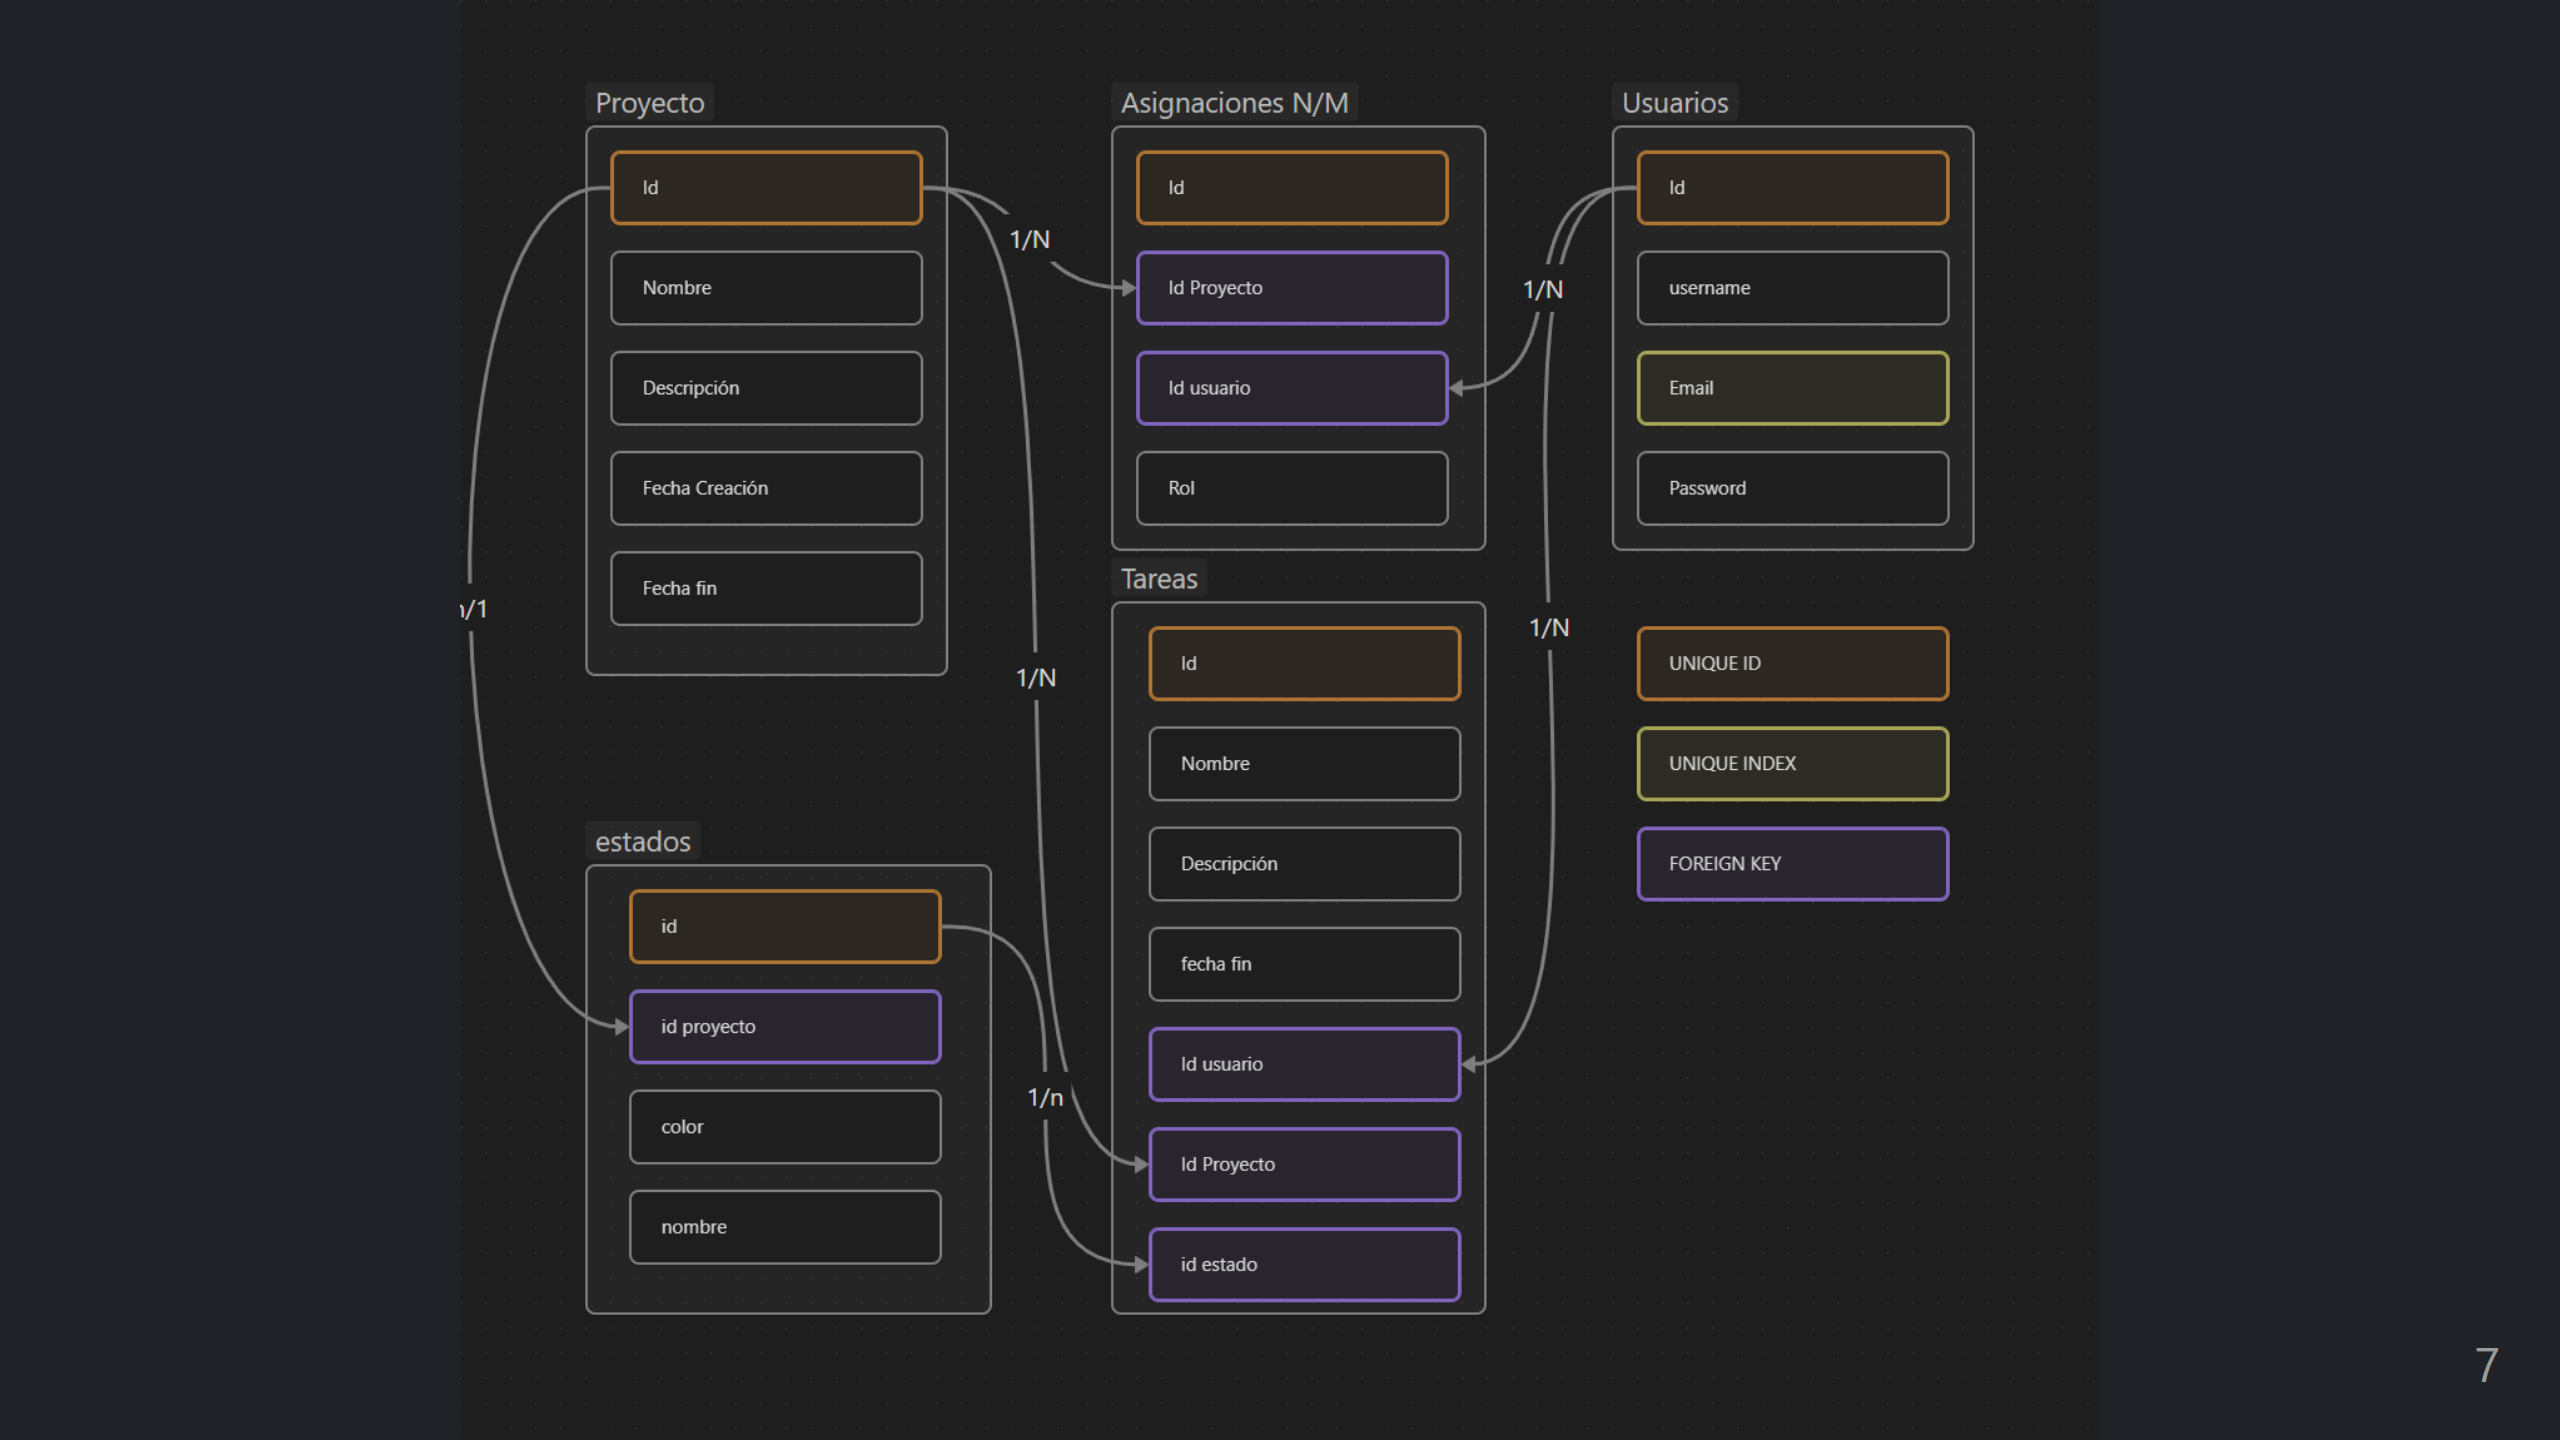 Proyecto
Id
Nombre
Descripción
Fecha Creación
Fecha fin
Asignaciones N/M
Id
Id Proyecto
Id usuario
Rol
Usuarios
Id
username
Email
Password
1/N
1/N
/1
1/N
1/N
Tareas
Id
Nombre
Descripción
fecha fin
Id usuario
Id Proyecto
id estado
UNIQUE ID
UNIQUE INDEX
FOREIGN KEY
estados
id
id proyecto
color
nombre
1/n
7